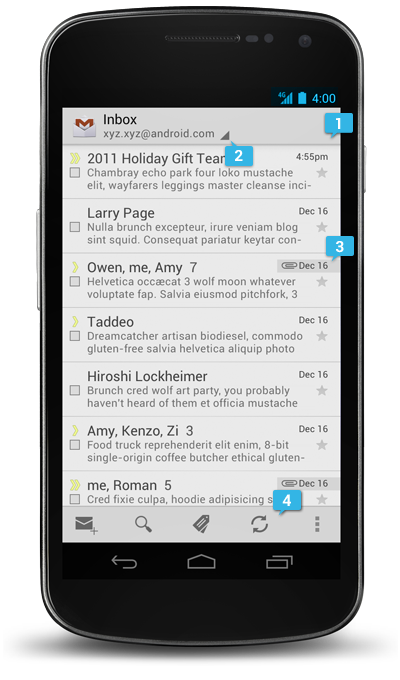 4G 4:00
1
Inbox
xyz.xyz@android.com
2
2011 Holiday Gift Team
4:55pm
Chambray echo park four loko mustache
elit, wayfarers leggings master cleanse inci-
Larry Page
Dec 16
Nulla brunch excepteur, irure veniam blog
sint squid. Consequat pariatur keytar con-
3
Owen, me, Amy 7
Dec 16
Helvetica occæcat 3 wolf moon whatever
voluptate fap. Salvia eiusmod pitchfork, 3
Taddeo
Dec 16
Dreamcatcher artisan biodiesel, commodo
gluten-free salvia helvetica aliquip photo
Hiroshi Lockheimer
Dec 16
Brunch cred wolf art party, you probably
haven't heard of them et officia mustache
Amy, Kenzo, Zi 3
Dec 16
Food truck reprehenderit elit enim, 8-bit
single-origin coffee butcher ethical gluten-
me, Roman 5
Dec 16
Cred fixie culpa, hoodie adipisicing
4